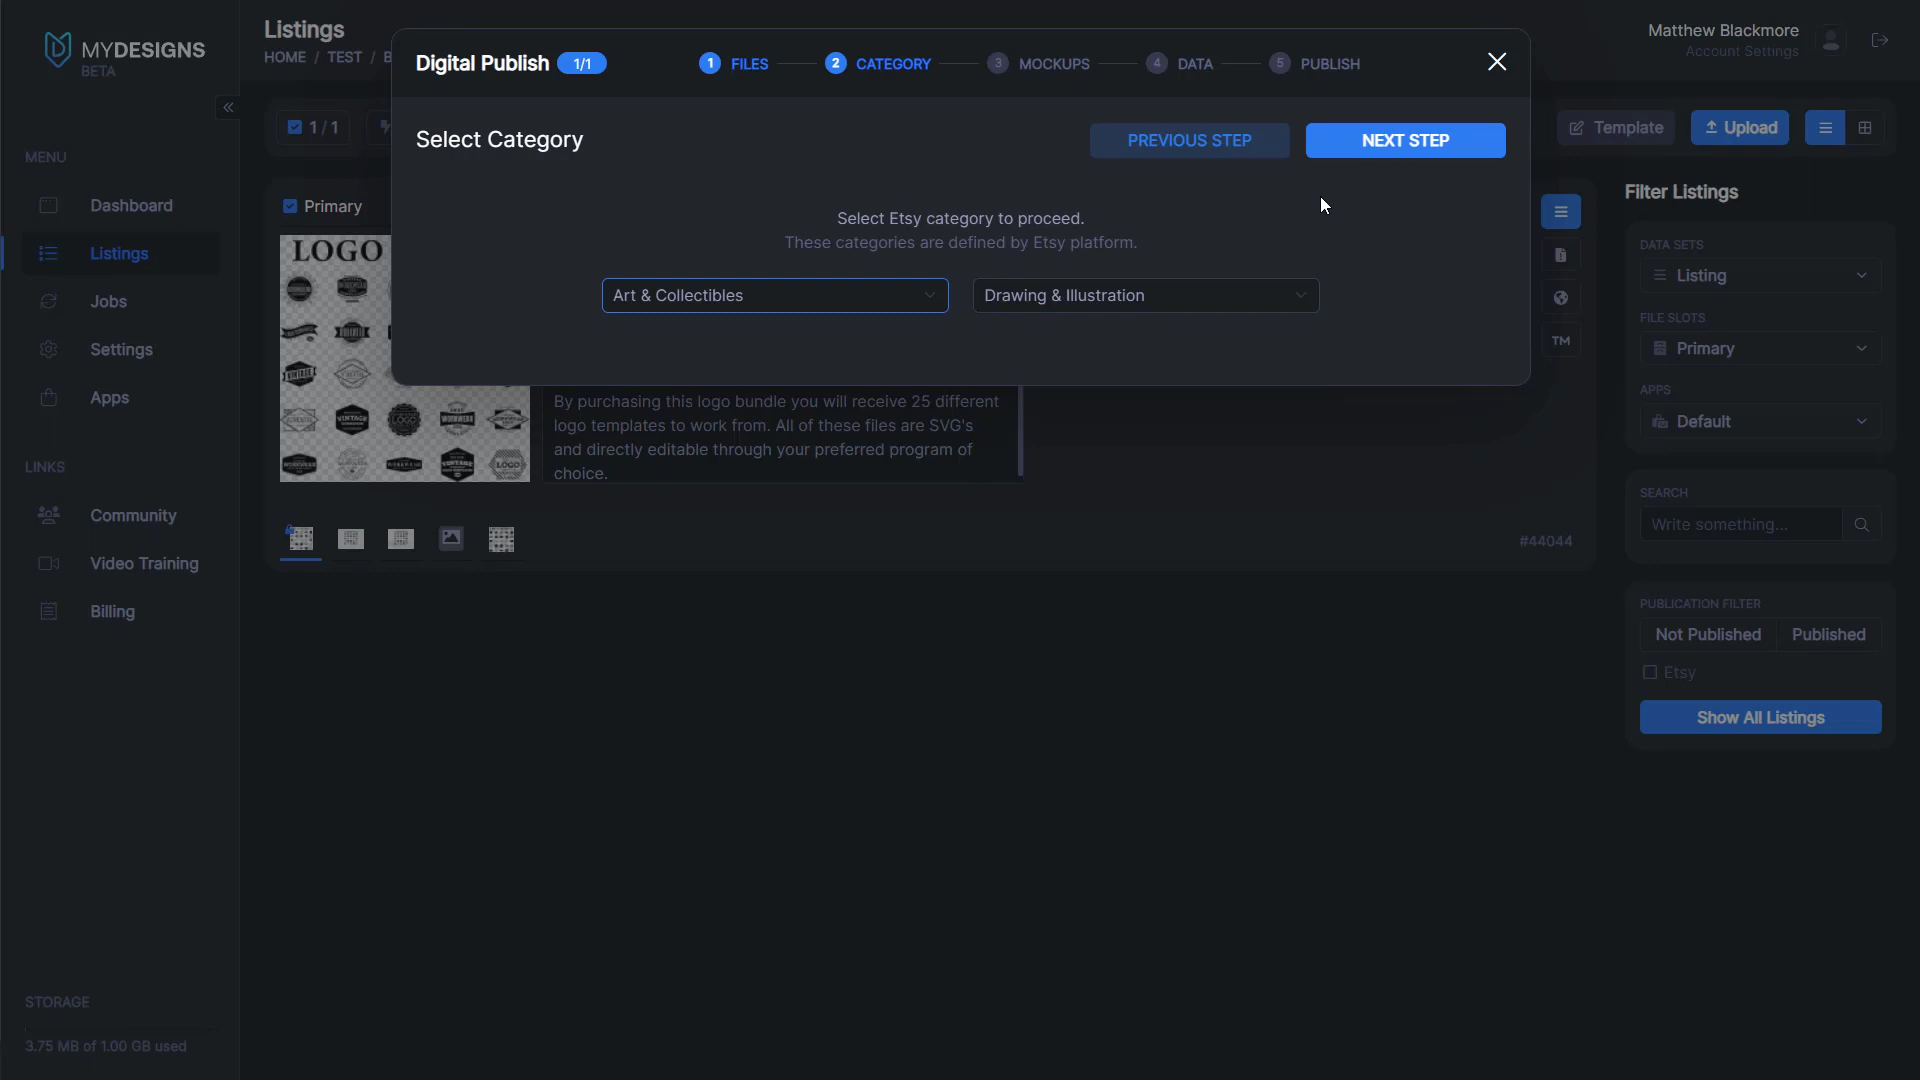 MYDESIGNS
BETA
MENU
Dashboard
Listings
Jobs
Settings
Apps
LINKS
Community
Video Training
Billing
STORAGE
3.75 MB of 1.00 GB used
Listings
HOME / TEST / B
Matthew Blackmore
Account Settings
1 / 1
Template
Upload
Digital Publish 1/1
1 FILES
2 CATEGORY
3 MOCKUPS
4 DATA
5 PUBLISH
Select Category
PREVIOUS STEP
NEXT STEP
Select Etsy category to proceed.
These categories are defined by Etsy platform.
Art & Collectibles
Drawing & Illustration
Primary
LOGO
By purchasing this logo bundle you will receive 25 different
logo templates to work from. All of these files are SVG's
and directly editable through your preferred program of
choice.
#44044
TM
Filter Listings
DATA SETS
Listing
FILE SLOTS
Primary
APPS
Default
SEARCH
Write something...
PUBLICATION FILTER
Not Published
Published
Etsy
Show All Listings